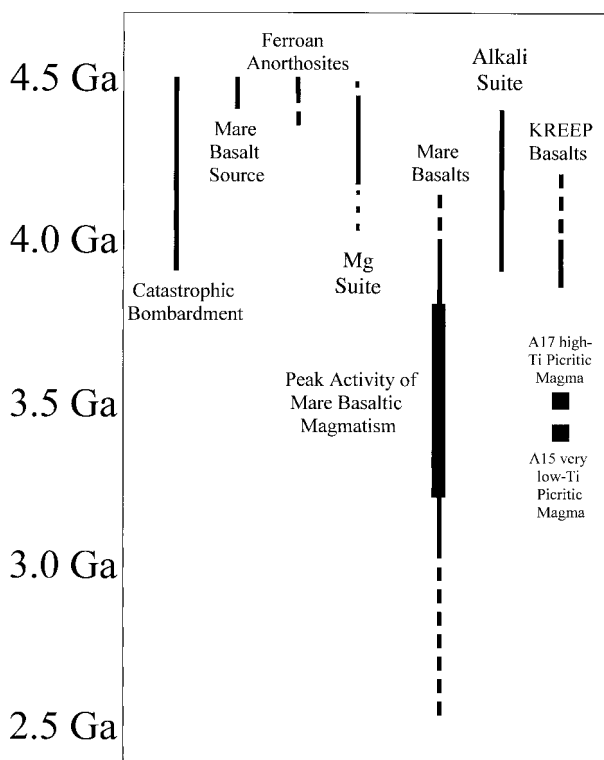 4.5 Ga
4.0 Ga
3.5 Ga
3.0 Ga
2.5 Ga
Catastrophic
Bombardment
Mare
Basalt
Source
Ferroan
Anorthosites
Mg
Suite
Peak Activity of
Mare Basaltic
Magmatism
Mare
Basalts
Alkali
Suite
KREEP
Basalts
A17 high-
Ti Picritic
Magma
A15 very
low-Ti
Picritic
Magma